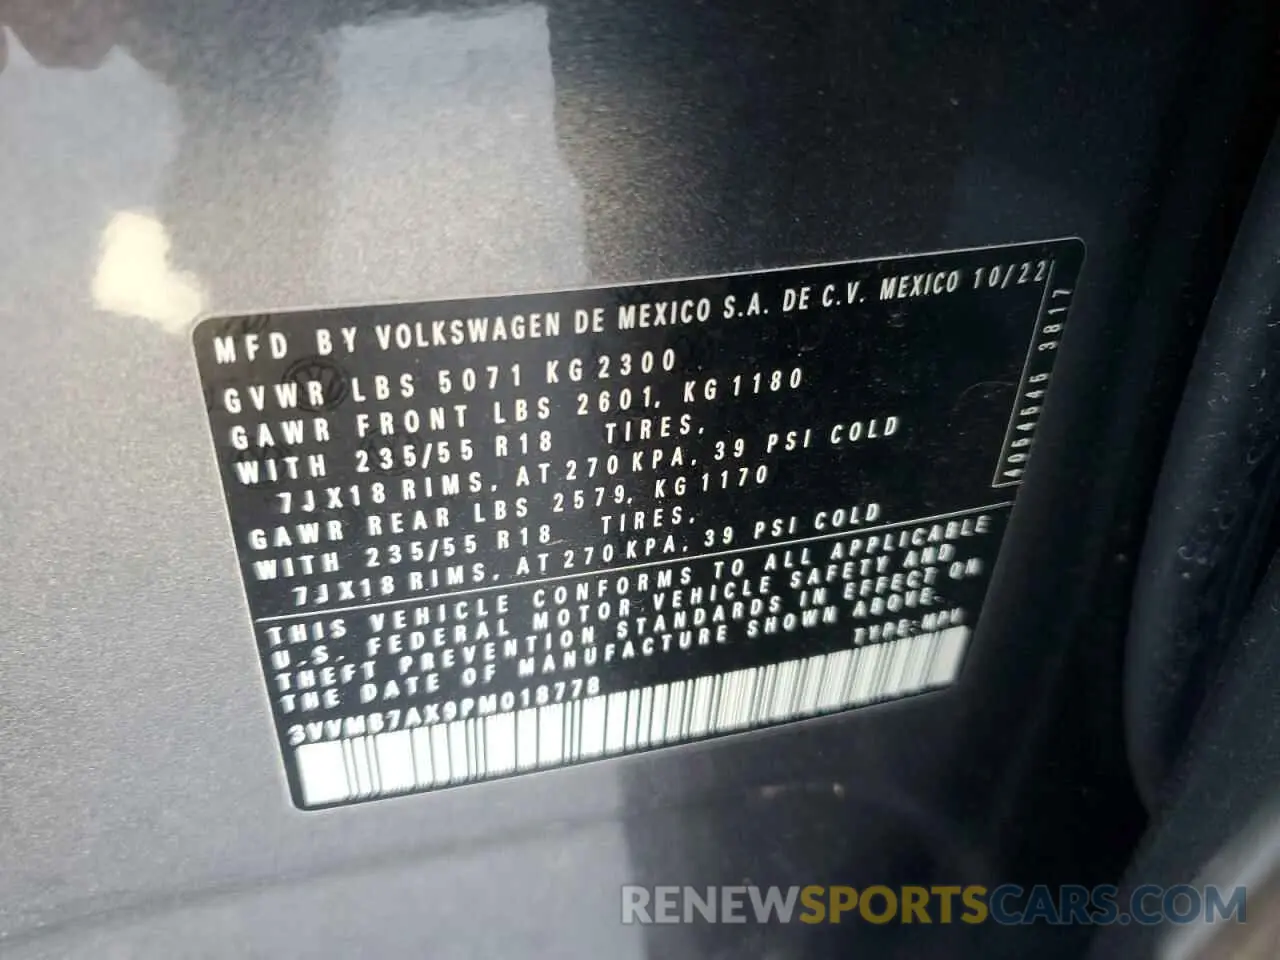 MFD BY VOLKSWAGEN DE MEXICO S.A. DE C.V. MEXICO 10/22
GVWR LBS 5071 KG 2300
GAWR FRONT LBS 2601, KG 1180
WITH 235/55 R18 TIRES,
7JX18 RIMS, AT 270 KPA, 39 PSI COLD
GAWR REAR LBS 2579, KG 1170
WITH 235/55 R18 TIRES,
7JX18 RIMS, AT 270 KPA, 39 PSI COLD
THIS VEHICLE CONFORMS TO ALL APPLICABLE
U.S. FEDERAL MOTOR VEHICLE SAFETY AND
THEFT PREVENTION STANDARDS IN EFFECT ON
THE DATE OF MANUFACTURE SHOWN ABOVE.
TYPE: MPV
3VVMB7AX9PM018778
3817
RENEWSPORTSCARS.COM